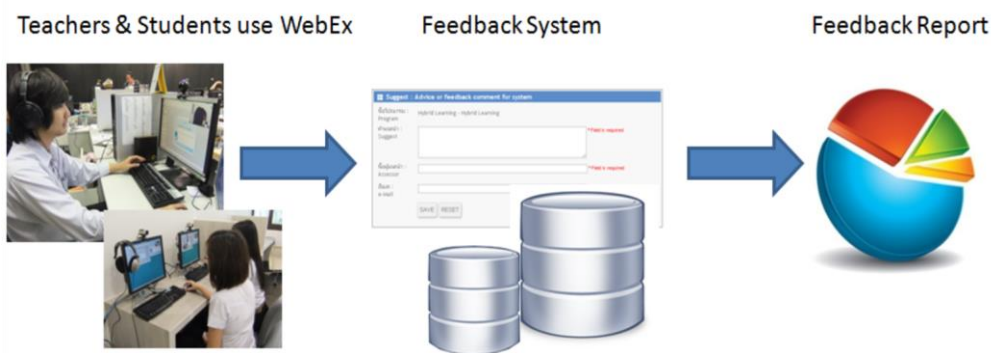 Teachers & Students use WebEx
Feedback System
Feedback Report
Suggest : Advice or feedback comment for system
Program
Hybrid Learning : Hybrid Learning
Suggest
* Field is required
* Field is required
Assessor
e-mail
SAVE RESET